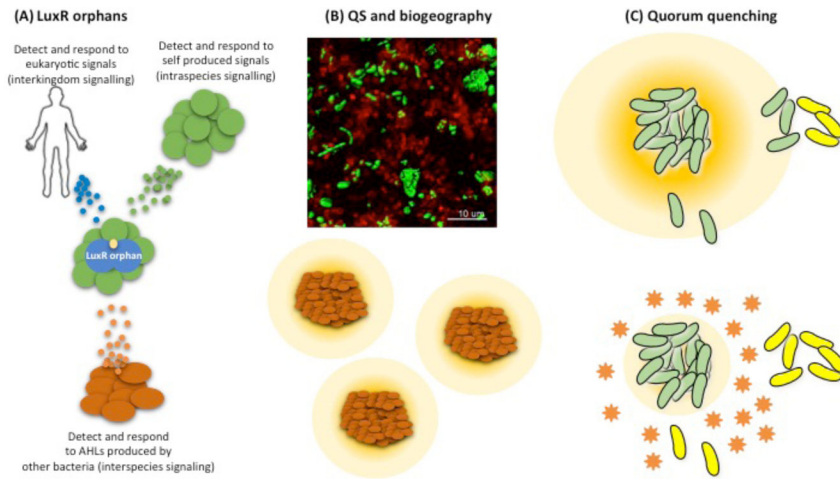 (A) LuxR orphans
Detect and respond to
eukaryotic signals
(interkingdom signalling)
Detect and respond to
self produced signals
(intraspecies signalling)
LuxR orphan
Detect and respond
to AHLs produced by
other bacteria (interspecies signaling)
(B) QS and biogeography
10 um
(C) Quorum quenching